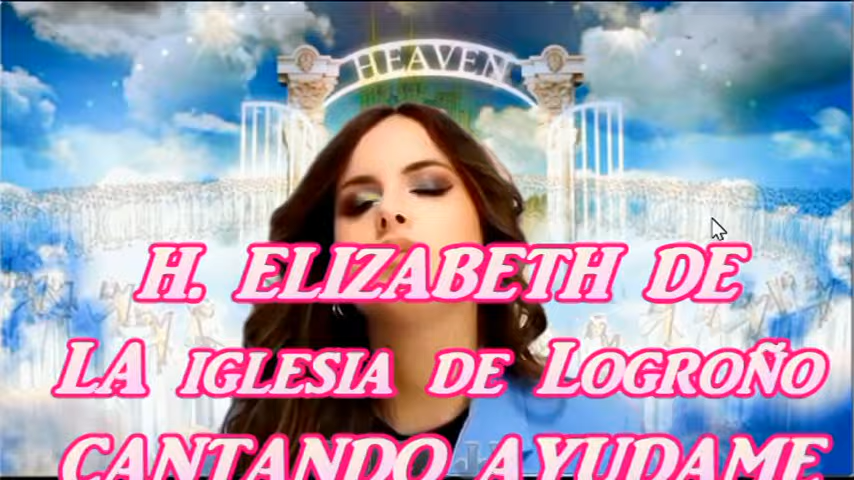 HEAVEN
H. ELIZABETH DE
LA IGLESIA DE LOGROÑO
CANTANDO AYUDAME